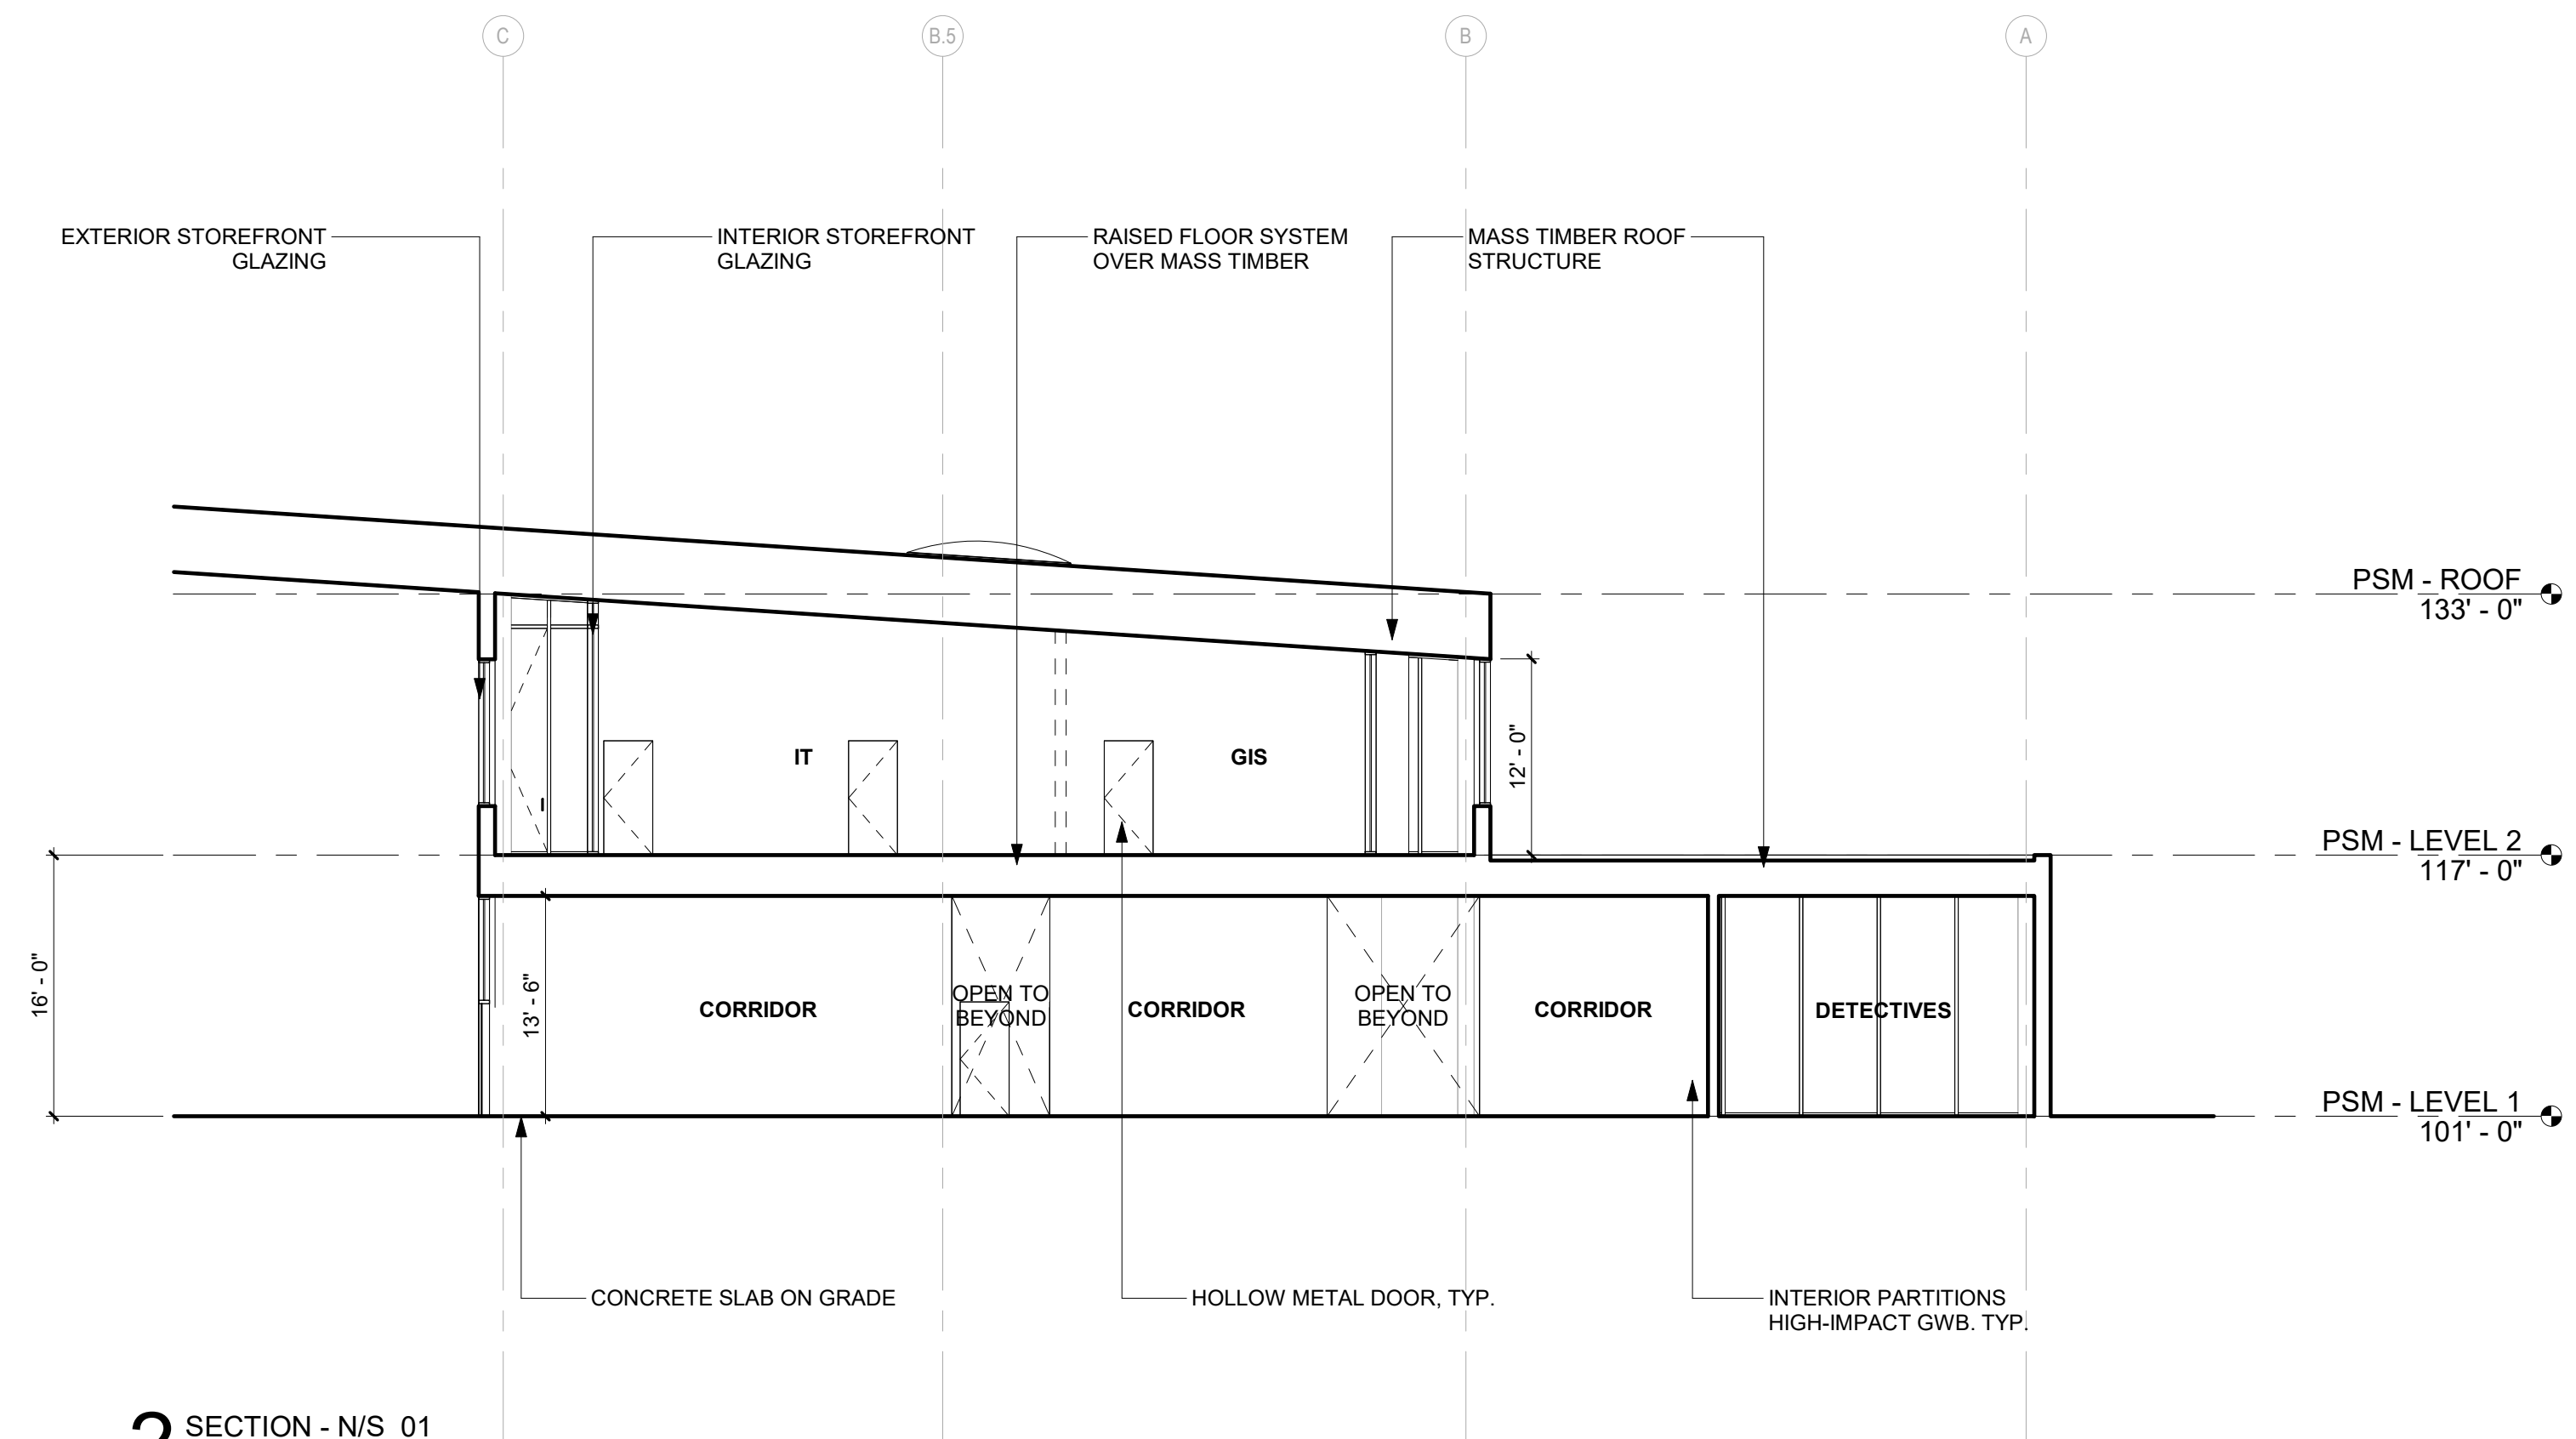 C
B.5
B
A
EXTERIOR STOREFRONT
GLAZING
INTERIOR STOREFRONT
GLAZING
RAISED FLOOR SYSTEM
OVER MASS TIMBER
MASS TIMBER ROOF
STRUCTURE
PSM - ROOF
133' - 0"
IT
GIS
12' - 0"
PSM - LEVEL 2
117' - 0"
16' - 0"
13' - 6"
CORRIDOR
OPEN TO
BEYOND
CORRIDOR
OPEN TO
BEYOND
CORRIDOR
DETECTIVES
PSM - LEVEL 1
101' - 0"
CONCRETE SLAB ON GRADE
HOLLOW METAL DOOR, TYP.
INTERIOR PARTITIONS
HIGH-IMPACT GWB. TYP.
SECTION - N/S 01